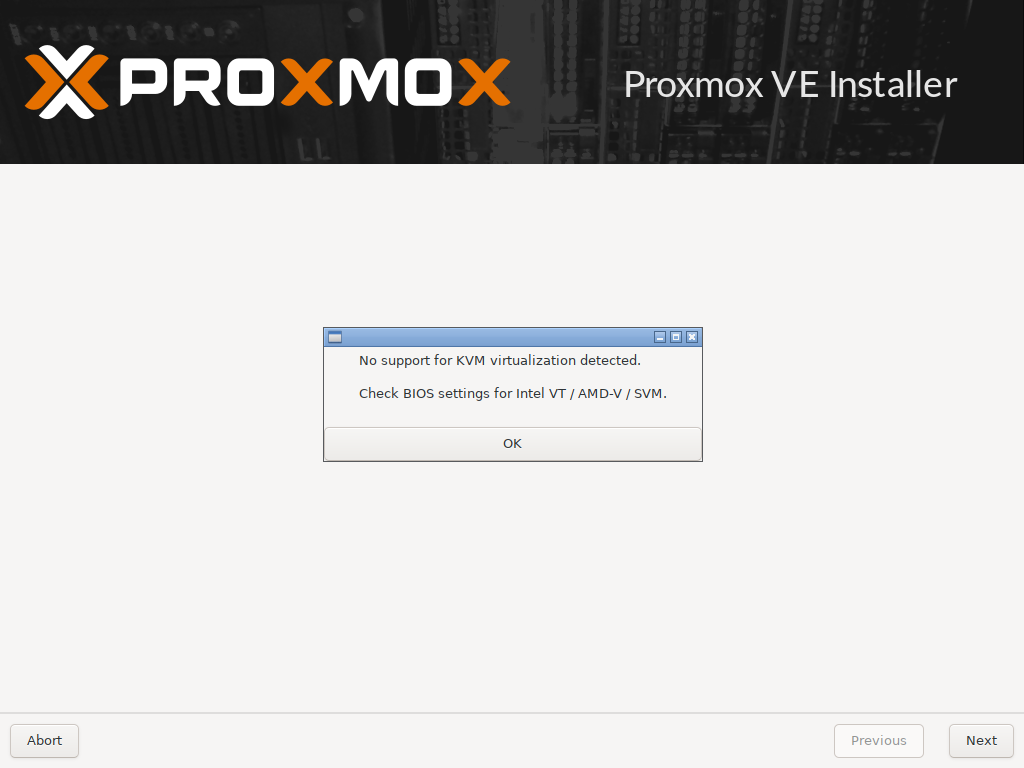 PROXMOX
Proxmox VE Installer
No support for KVM virtualization detected.
Check BIOS settings for Intel VT / AMD-V / SVM.
OK
Abort
Previous
Next